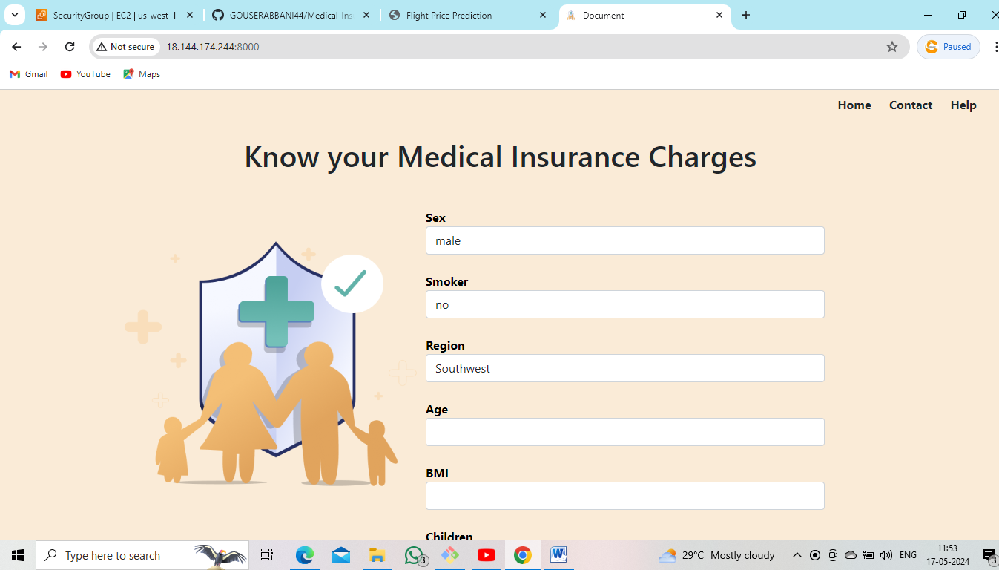 SecurityGroup | EC2 | us-west-1
GOUSERABBANI44/Medical-Ins
Flight Price Prediction
Document
Not secure
18.144.174.244:8000
Paused
Gmail
YouTube
Maps
Home
Contact
Help
Know your Medical Insurance Charges
Sex
male
Smoker
no
Region
Southwest
Age
BMI
Children
Type here to search
3
W
29°C Mostly cloudy
ENG
11:53
17-05-2024
3